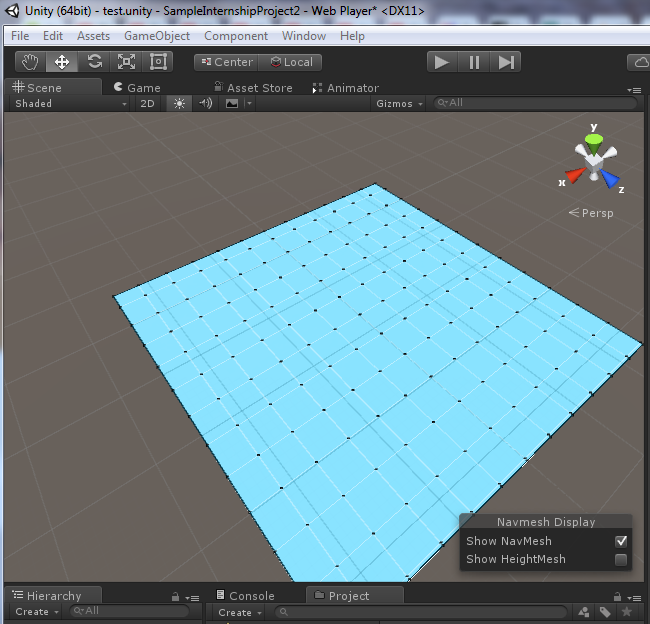 Unity (64bit) - test.unity - SampleInternshipProject2 - Web Player* <DX11>
File Edit Assets GameObject Component Window Help
Center Local
Scene Game Asset Store Animator
Shaded 2D Gizmos All
y
x
z
Persp
Navmesh Display
Show NavMesh
Show HeightMesh
Hierarchy Console Project
Create All Create